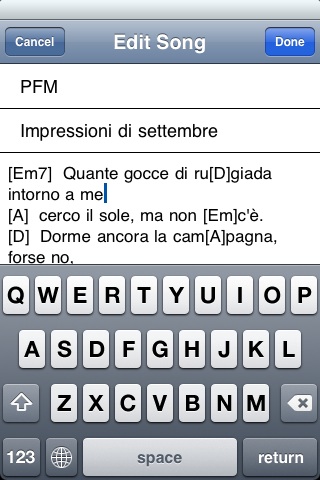 Cancel Edit Song Done
PFM
Impressioni di settembre
[Em7]  Quante gocce di ru[D]giada
intorno a me
[A]  cerco il sole, ma non [Em]c'è.
[D]  Dorme ancora la cam[A]pagna,
forse no,
Q W E R T Y U I O P
A S D F G H J K L
Z X C V B N M
123 space return